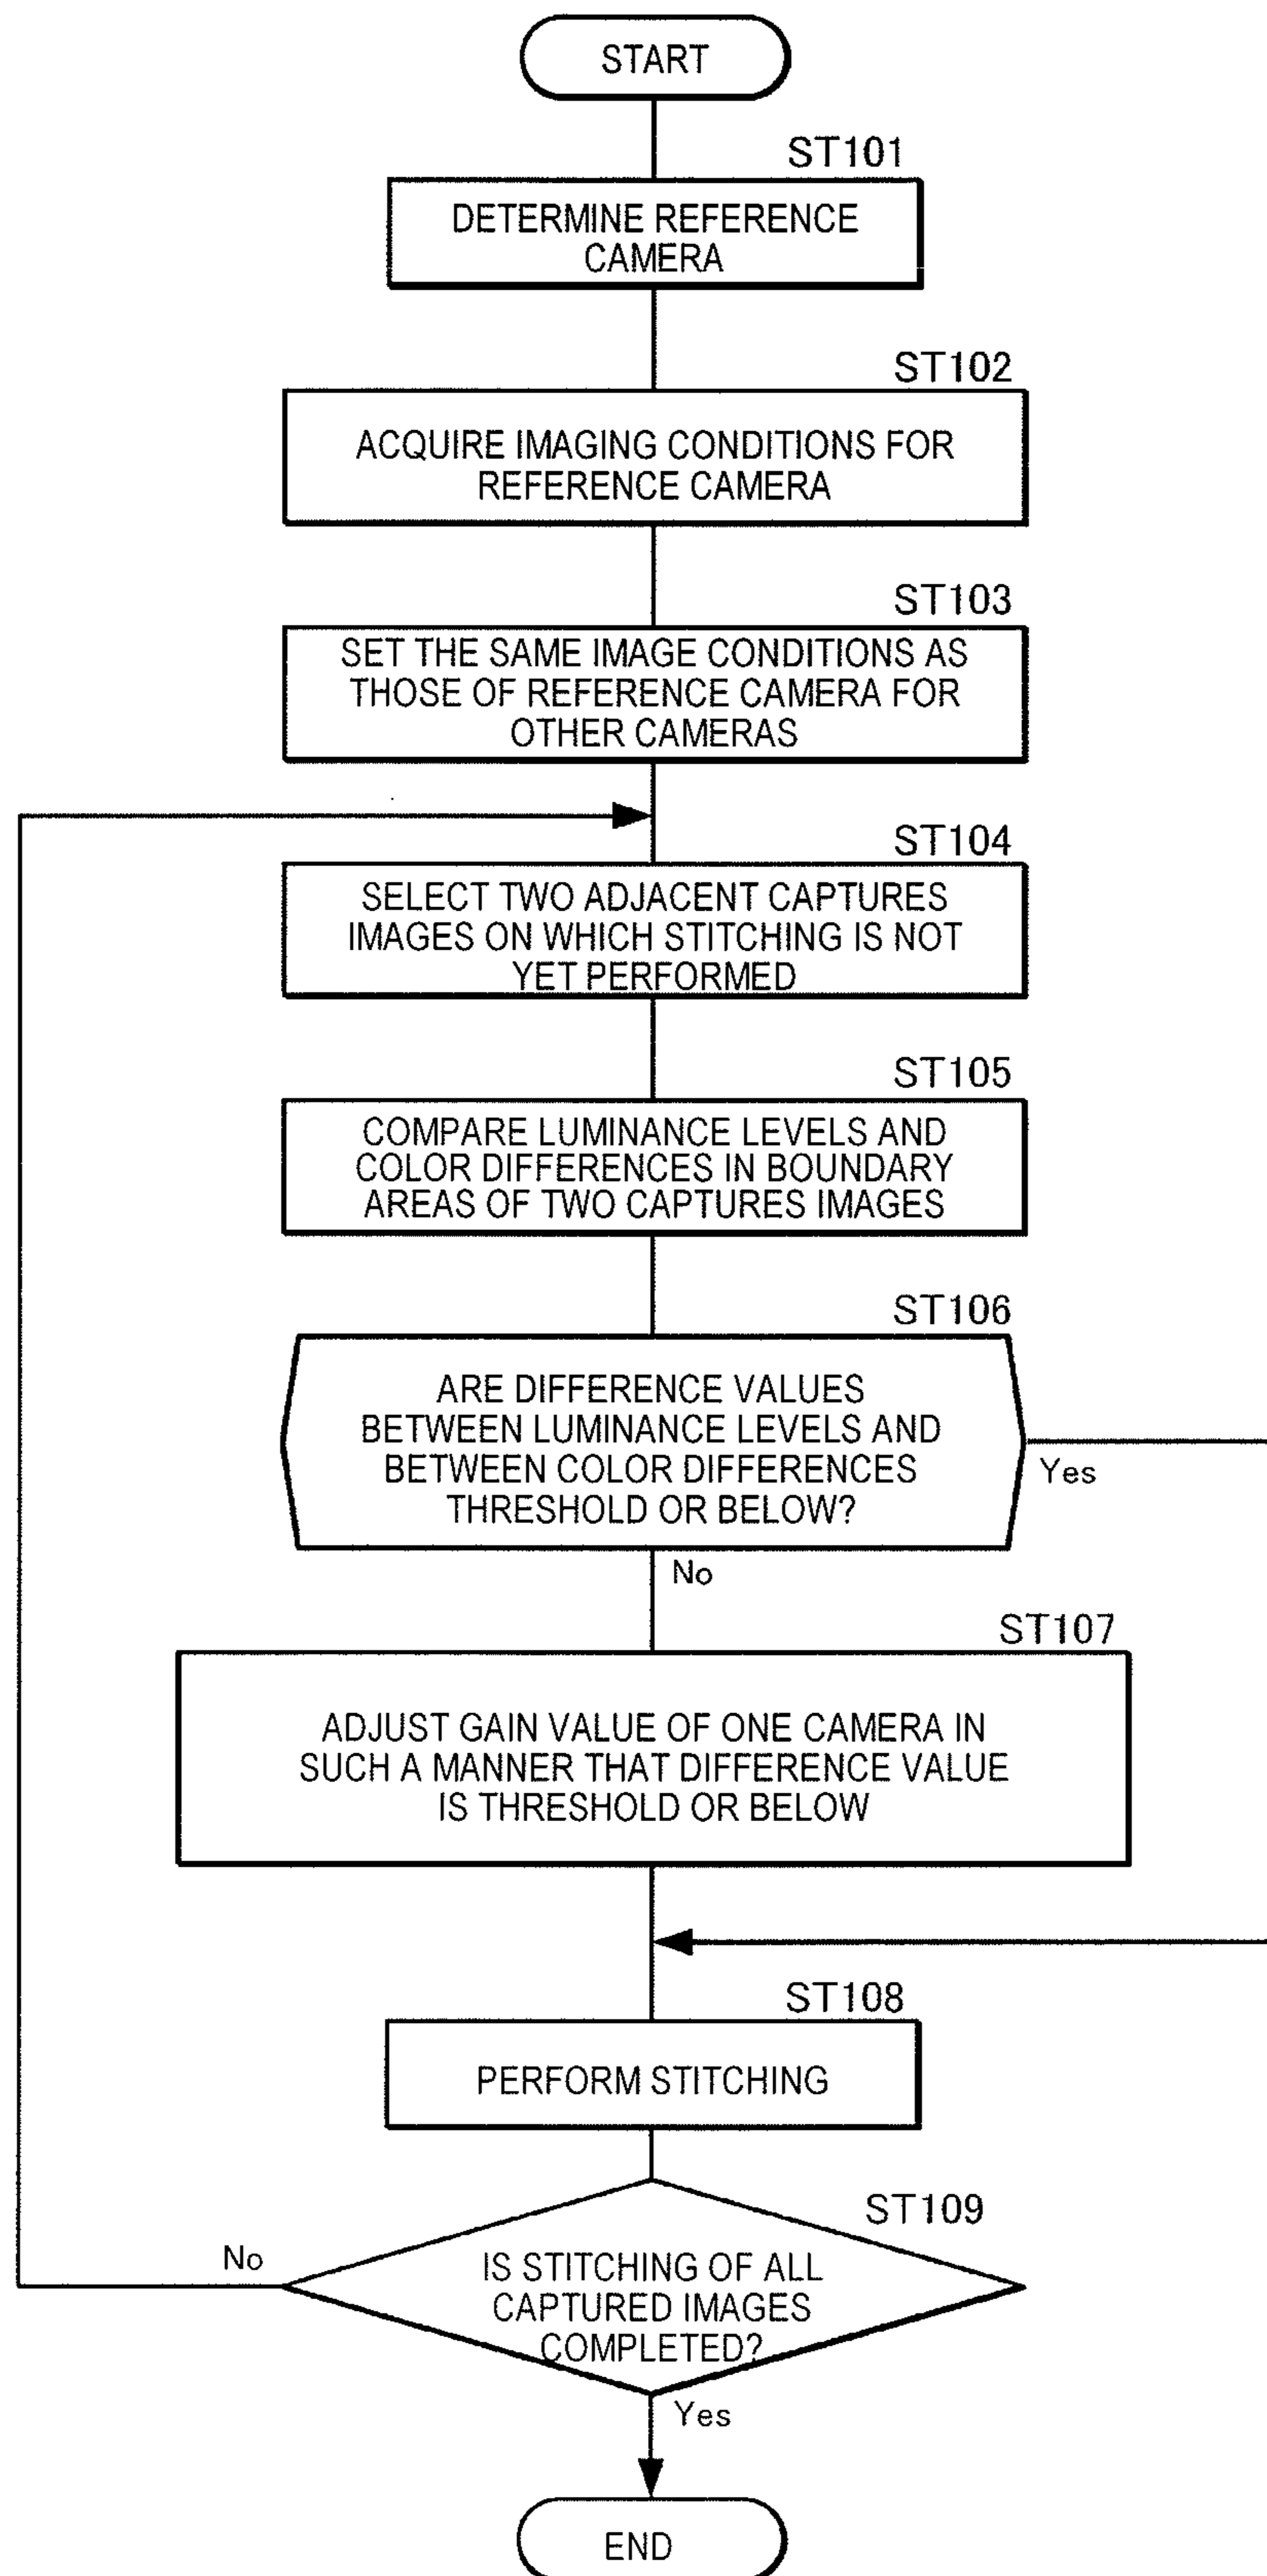 START
ST101
DETERMINE REFERENCE
CAMERA
ST102
ACQUIRE IMAGING CONDITIONS FOR
REFERENCE CAMERA
ST103
SET THE SAME IMAGE CONDITIONS AS
THOSE OF REFERENCE CAMERA FOR
OTHER CAMERAS
ST104
SELECT TWO ADJACENT CAPTURES
IMAGES ON WHICH STITCHING IS NOT
YET PERFORMED
ST105
COMPARE LUMINANCE LEVELS AND
COLOR DIFFERENCES IN BOUNDARY
AREAS OF TWO CAPTURES IMAGES
ST106
ARE DIFFERENCE VALUES
BETWEEN LUMINANCE LEVELS AND
BETWEEN COLOR DIFFERENCES
THRESHOLD OR BELOW?
Yes
No
ST107
ADJUST GAIN VALUE OF ONE CAMERA IN
SUCH A MANNER THAT DIFFERENCE VALUE
IS THRESHOLD OR BELOW
ST108
PERFORM STITCHING
ST109
No
IS STITCHING OF ALL
CAPTURED IMAGES
COMPLETED?
Yes
END